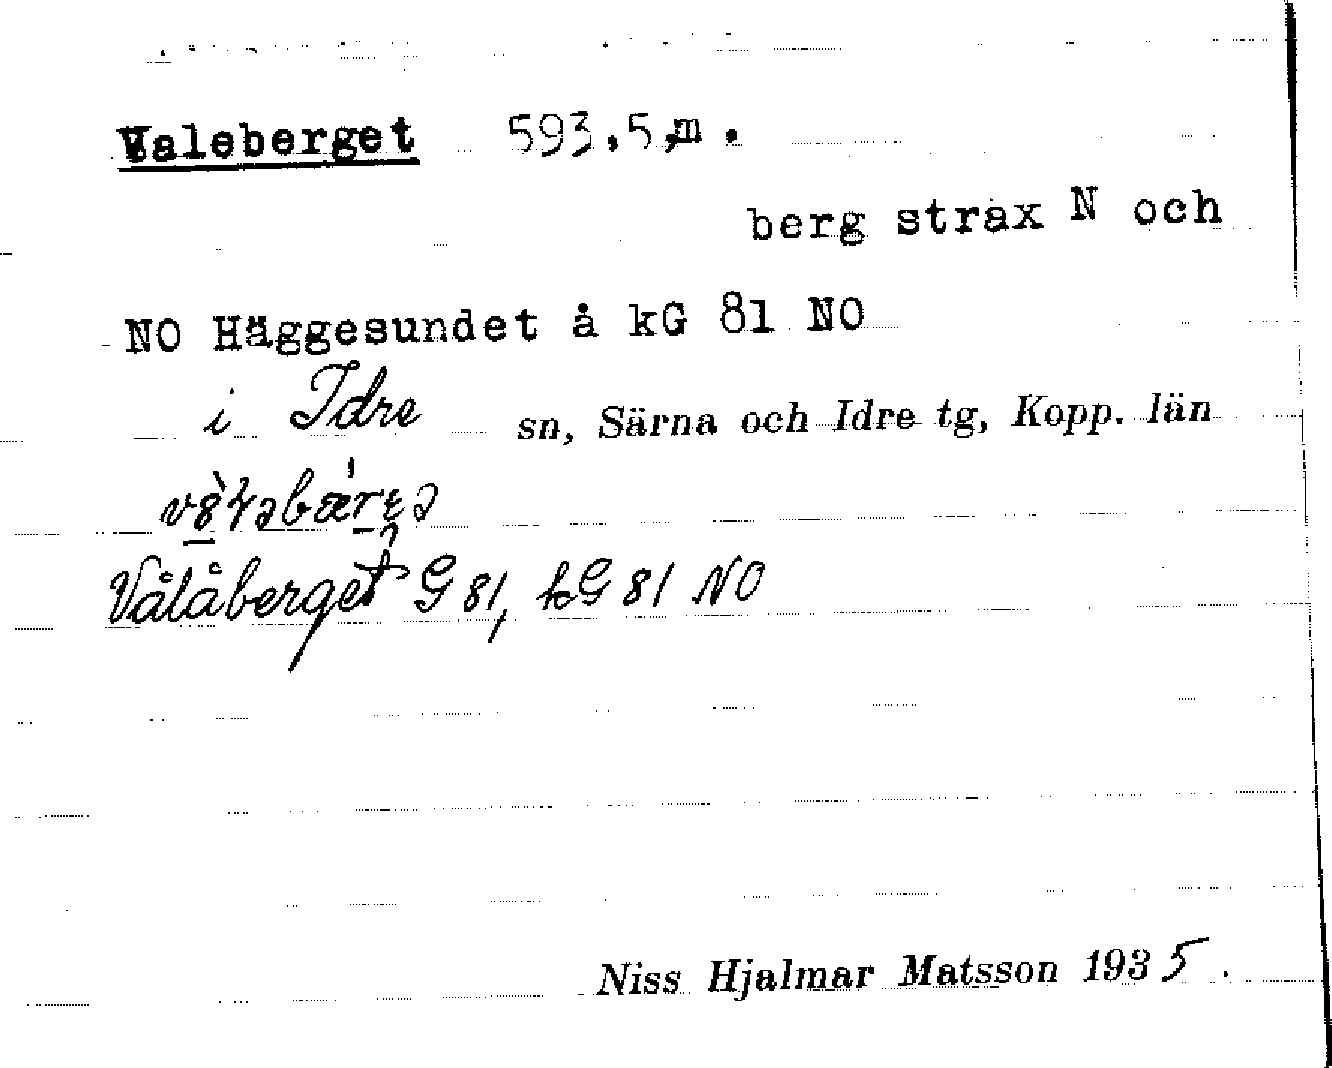 Valeberget 593,5 m.
berg strax N och
NO Häggesundet å kG 81 NO
i Idre sn, Särna och Idre tg, Kopp. län
Vålåberget G 81, kG 81 NO
Niss Hjalmar Matsson 1935.